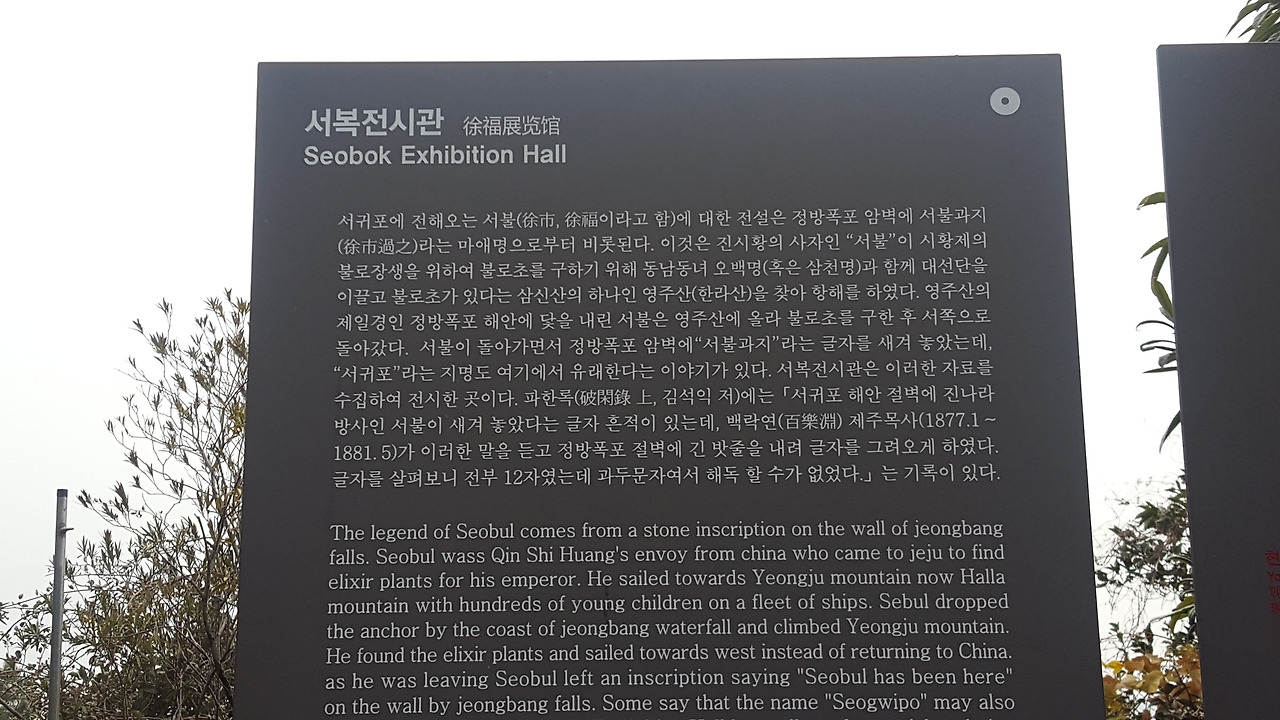 서복전시관 徐福展览馆
Seobok Exhibition Hall
서귀포에 전해오는 서불(徐市, 徐福이라고 함)에 대한 전설은 정방폭포 암벽에 서불과지
(徐市過之)라는 마애명으로부터 비롯된다. 이것은 진시황의 사자인 “서불”이 시황제의
불로장생을 위하여 불로초를 구하기 위해 동남동녀 오백명(혹은 삼천명)과 함께 대선단을
이끌고 불로초가 있다는 삼신산의 하나인 영주산(한라산)을 찾아 항해를 하였다. 영주산의
제일경인 정방폭포 해안에 닻을 내린 서불은 영주산에 올라 불로초를 구한 후 서쪽으로
돌아갔다. 서불이 돌아가면서 정방폭포 암벽에“서불과지”라는 글자를 새겨 놓았는데,
“서귀포”라는 지명도 여기에서 유래한다는 이야기가 있다. 서복전시관은 이러한 자료를
수집하여 전시한 곳이다. 파한록(破閑錄 上, 김석익 저)에는「서귀포 해안 절벽에 진나라
방사인 서불이 새겨 놓았다는 글자 흔적이 있는데, 백락연(百樂淵) 제주목사(1877.1~
1881.5)가 이러한 말을 듣고 정방폭포 절벽에 긴 밧줄을 내려 글자를 그려오게 하였다.
글자를 살펴보니 전부 12자였는데 과두문자여서 해독 할 수가 없었다.」는 기록이 있다.
The legend of Seobul comes from a stone inscription on the wall of jeongbang
falls. Seobul wass Qin Shi Huang's envoy from china who came to jeju to find
elixir plants for his emperor. He sailed towards Yeongju mountain now Halla
mountain with hundreds of young children on a fleet of ships. Sebul dropped
the anchor by the coast of jeongbang waterfall and climbed Yeongju mountain.
He found the elixir plants and sailed towards west instead of returning to China.
as he was leaving Seobul left an inscription saying "Seobul has been here"
on the wall by jeongbang falls. Some say that the name "Seogwipo" may also